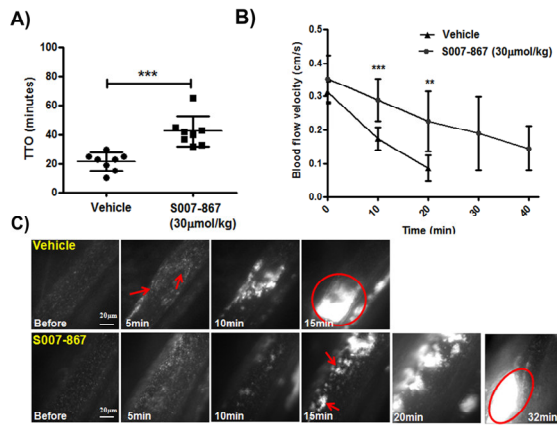 A)
TTO (minutes)
100
80
60
40
20
0
***
Vehicle
S007-867
(30μmol/kg)
B)
Blood flow velocity (cm/s)
0.5
0.4
0.3
0.2
0.1
0.0
Vehicle
S007-867 (30μmol/kg)
***
**
0
10
20
30
40
Time (min)
C)
Vehicle
Before
20μm
5min
10min
15min
S007-867
Before
20μm
5min
10min
15min
20min
32min